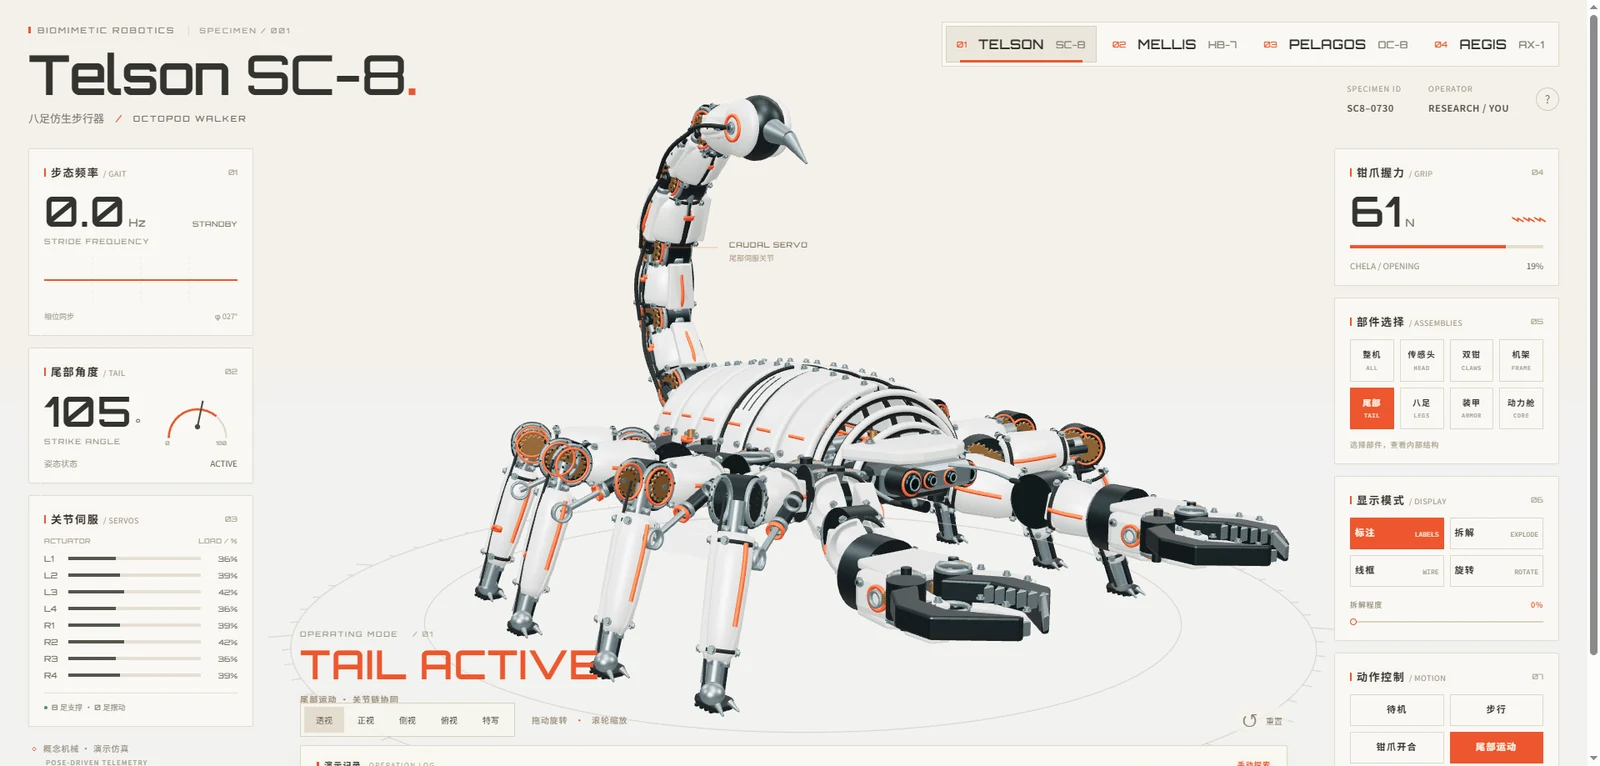 BIOMIMETIC ROBOTICS | SPECIMEN / 001
Telson SC-8.
八足仿生步行器 / OCTOPOD WALKER
01 TELSON SC-8
02 MELLIS HB-7
03 PELAGOS OC-8
04 AEGIS AX-1
SPECIMEN ID
SC8-0730
OPERATOR
RESEARCH / YOU
?
步态频率 / GAIT 01
0.0 Hz STANDBY
STRIDE FREQUENCY
相位同步 φ 027°
尾部角度 / TAIL 02
105 °
0 180
STRIKE ANGLE
姿态状态 ACTIVE
关节伺服 / SERVOS 03
ACTUATOR LOAD / %
L1 36%
L2 39%
L3 42%
L4 36%
R1 39%
R2 42%
R3 36%
R4 39%
8 足支撑 • 0 足摆动
概念机械 • 演示仿真
POSE-DRIVEN TELEMETRY
CAUDAL SERVO
尾部伺服关节
OPERATING MODE / 01
TAIL ACTIVE
尾部运动 • 关节链协同
透视 正视 侧视 俯视 特写
拖动旋转 • 滚轮缩放
重置
演示记录 OPERATION LOG 手动探索
钳爪握力 / GRIP 04
61 N
CHELA / OPENING 19%
部件选择 / ASSEMBLIES 05
整机 ALL
传感头 HEAD
双钳 CLAWS
机架 FRAME
尾部 TAIL
八足 LEGS
装甲 ARMOR
动力舱 CORE
选择部件，查看内部结构
显示模式 / DISPLAY 06
标注 LABELS
拆解 EXPLODE
线框 WIRE
旋转 ROTATE
拆解程度 0%
动作控制 / MOTION 07
待机
步行
钳爪开合
尾部运动